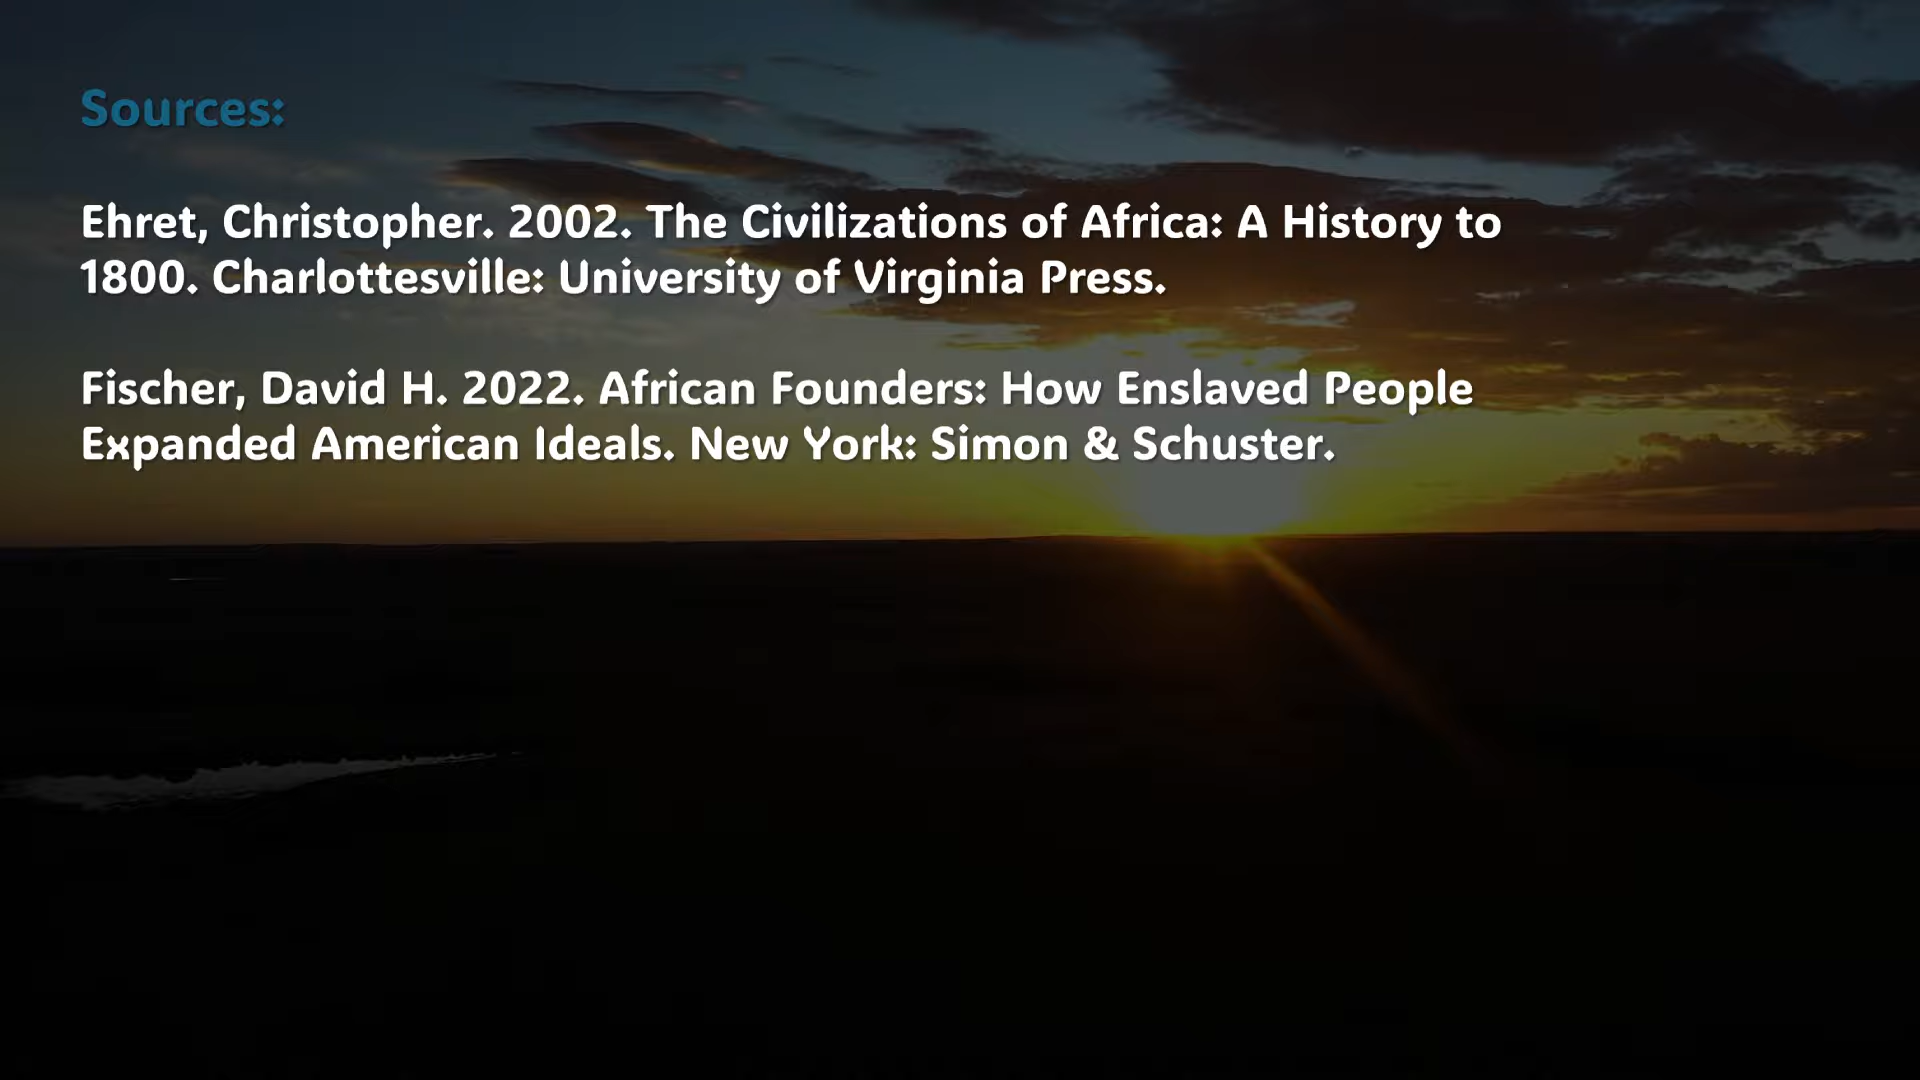 Sources:
Ehret, Christopher. 2002. The Civilizations of Africa: A History to
1800. Charlottesville: University of Virginia Press.
Fischer, David H. 2022. African Founders: How Enslaved People
Expanded American Ideals. New York: Simon & Schuster.